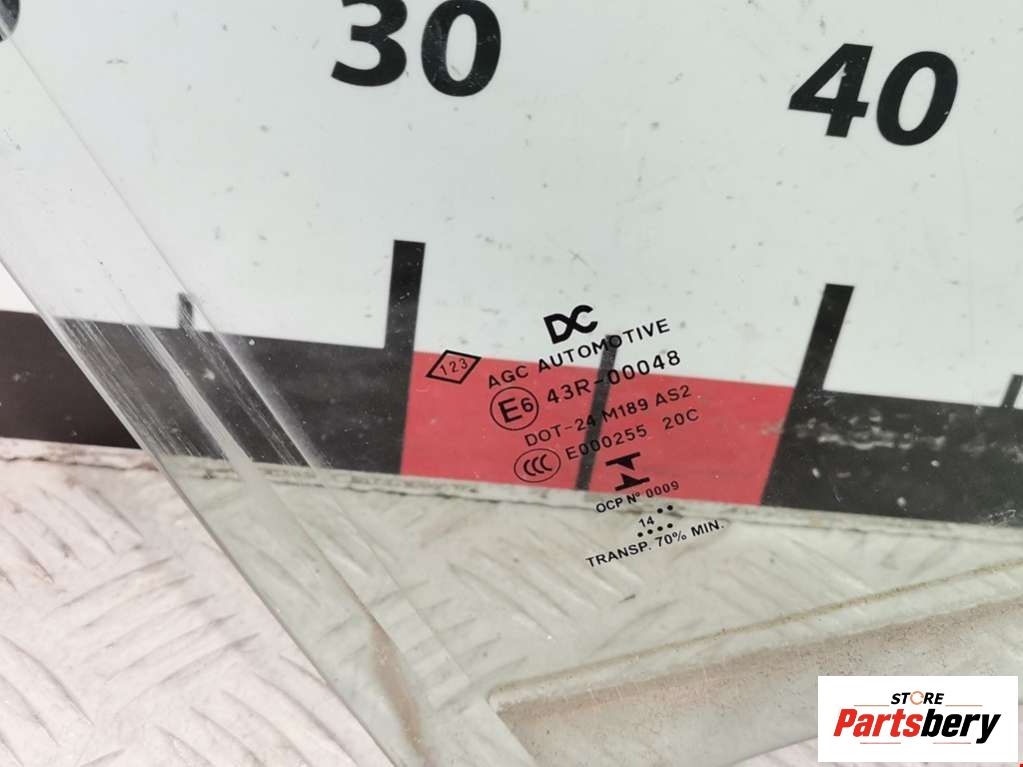 30
40
DC
AGC AUTOMOTIVE
123
E6 43R-00048
DOT-24 M189 AS2
CCC E000255 20C
OCP N° 0009
14
TRANSP. 70% MIN.
STORE
Partsbery